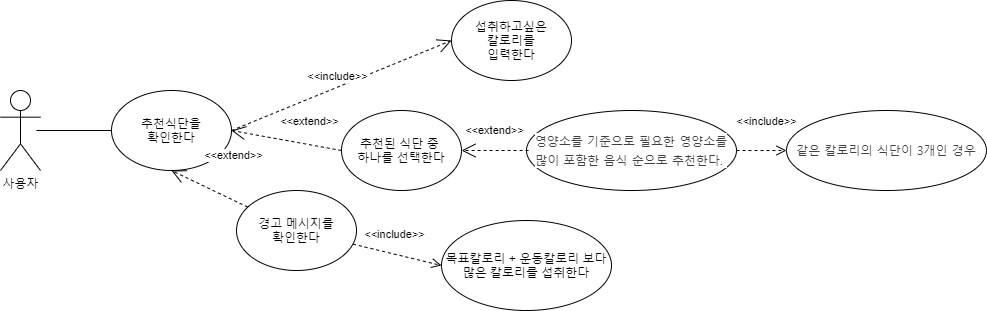 섭취하고싶은
칼로리를
입력한다
<<include>>
추천식단을
확인한다
<<extend>>
추천된 식단 중
하나를 선택한다
<<extend>>
영양소를 기준으로 필요한 영양소를
많이 포함한 음식 순으로 추천한다.
<<include>>
같은 칼로리의 식단이 3개인 경우
<<extend>>
사용자
경고 메시지를
확인한다
<<include>>
목표칼로리 + 운동칼로리 보다
많은 칼로리를 섭취한다